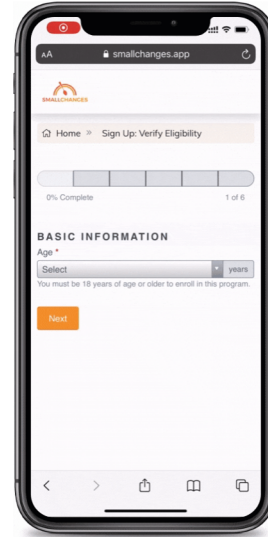 AA smallchanges.app
SMALLCHANGES
Home » Sign Up: Verify Eligibility
0% Complete 1 of 6
BASIC INFORMATION
Age *
Select years
You must be 18 years of age or older to enroll in this program.
Next